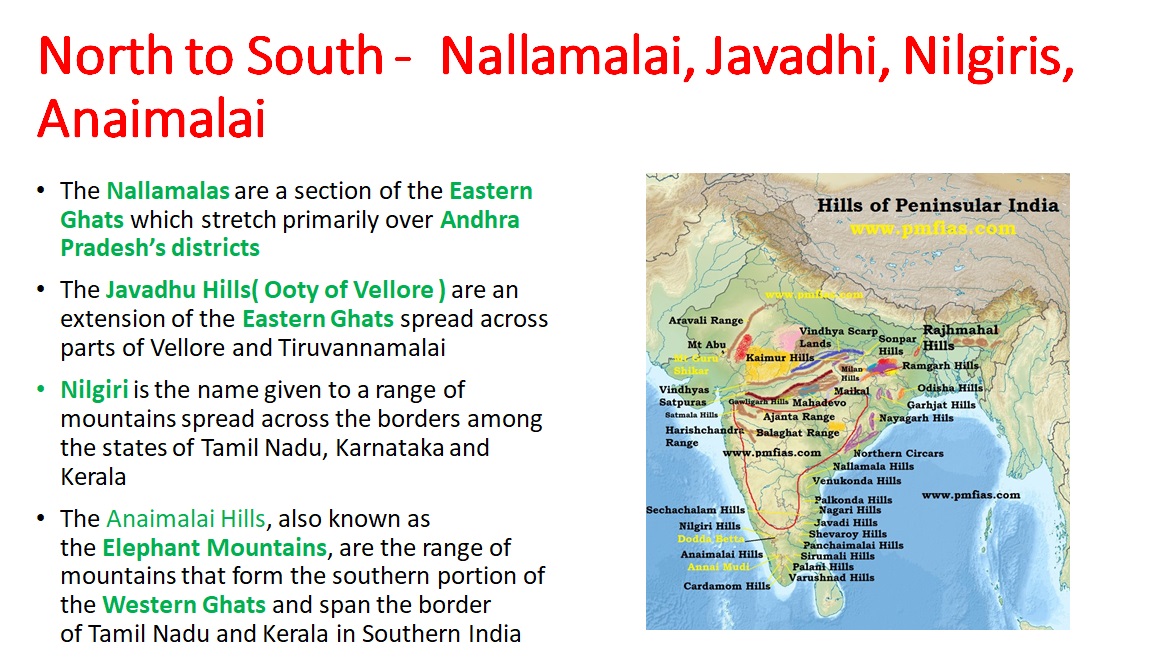 North to South -  Nallamalai, Javadhi, Nilgiris,
Anaimalai
• The Nallamalas are a section of the Eastern
Ghats which stretch primarily over Andhra
Pradesh’s districts
• The Javadhu Hills( Ooty of Vellore ) are an
extension of the Eastern Ghats spread across
parts of Vellore and Tiruvannamalai
• Nilgiri is the name given to a range of
mountains spread across the borders among
the states of Tamil Nadu, Karnataka and
Kerala
• The Anaimalai Hills, also known as
the Elephant Mountains, are the range of
mountains that form the southern portion of
the Western Ghats and span the border
of Tamil Nadu and Kerala in Southern India
Hills of Peninsular India
www.pmfias.com
www.pmfias.com
Aravali Range
Mt Abu
Mt Guru
Shikar
Vindhya Scarp
Lands
Kaimur Hills
Sonpar
Hills
Rajhmahal
Hills
Ramgarh Hills
Milan
Hills
Maikal
Vindhyas
Satpuras
Gawligarh Hills
Mahadevo
Odisha Hills
Garhjat Hills
Satmala Hills
Ajanta Range
Nayagarh Hils
Harishchandra
Range
Balaghat Range
www.pmfias.com
Northern Circars
Nallamala Hills
Venukonda Hills
www.pmfias.com
Palkonda Hills
Sechachalam Hills
Nagari Hills
Javadi Hills
Nilgiri Hills
Shevaroy Hills
Dodda Betta
Panchaimalai Hills
Anaimalai Hills
Sirumali Hills
Annai Mudi
Palani Hills
Varushnad Hills
Cardamom Hills